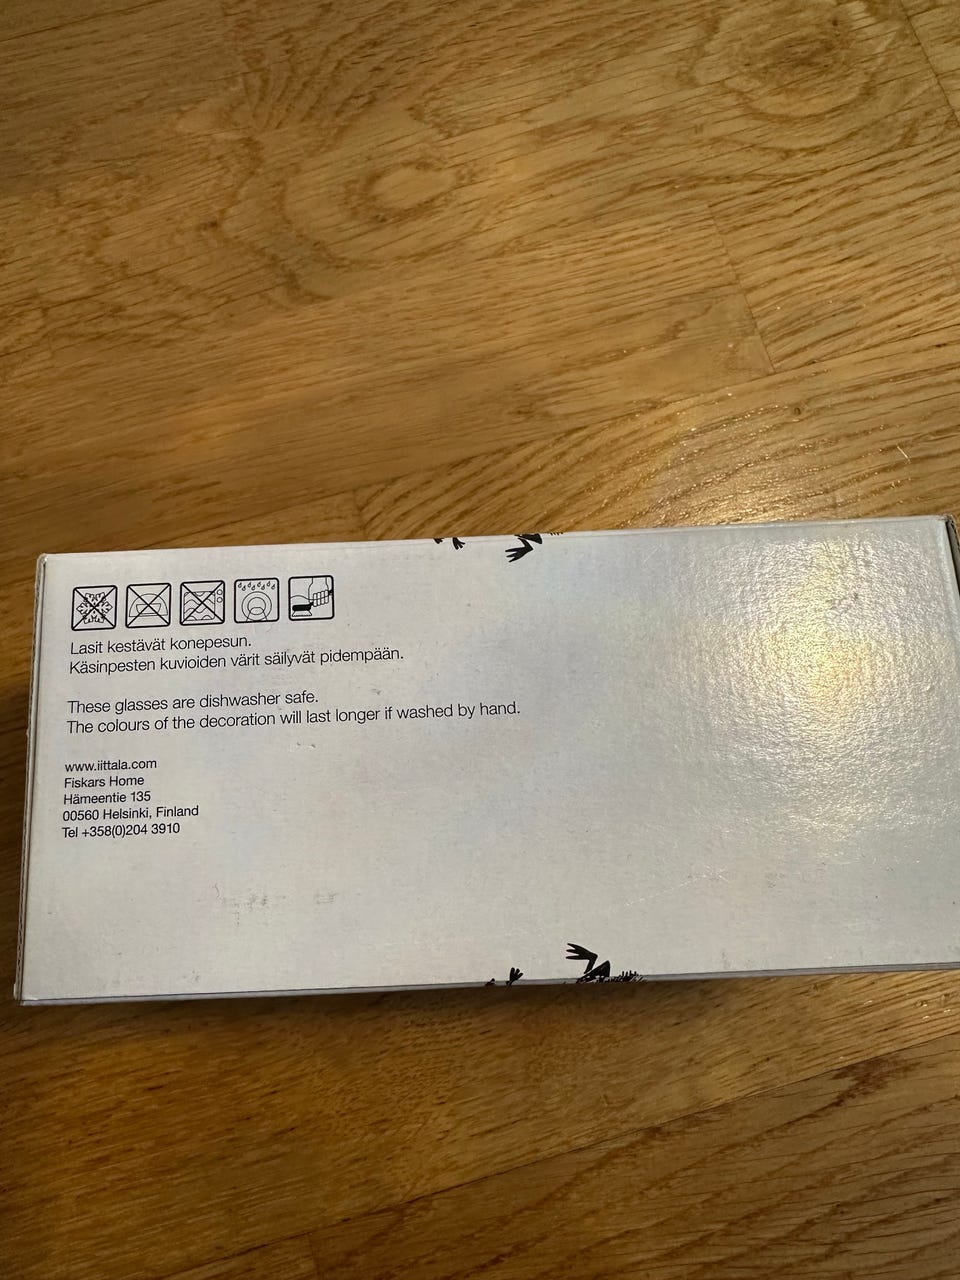 Lasit kestävät konepesun.
Käsinpesten kuvioiden värit säilyvät pidempään.
These glasses are dishwasher safe.
The colours of the decoration will last longer if washed by hand.
www.iittala.com
Fiskars Home
Hämeentie 135
00560 Helsinki, Finland
Tel +358(0)204 3910